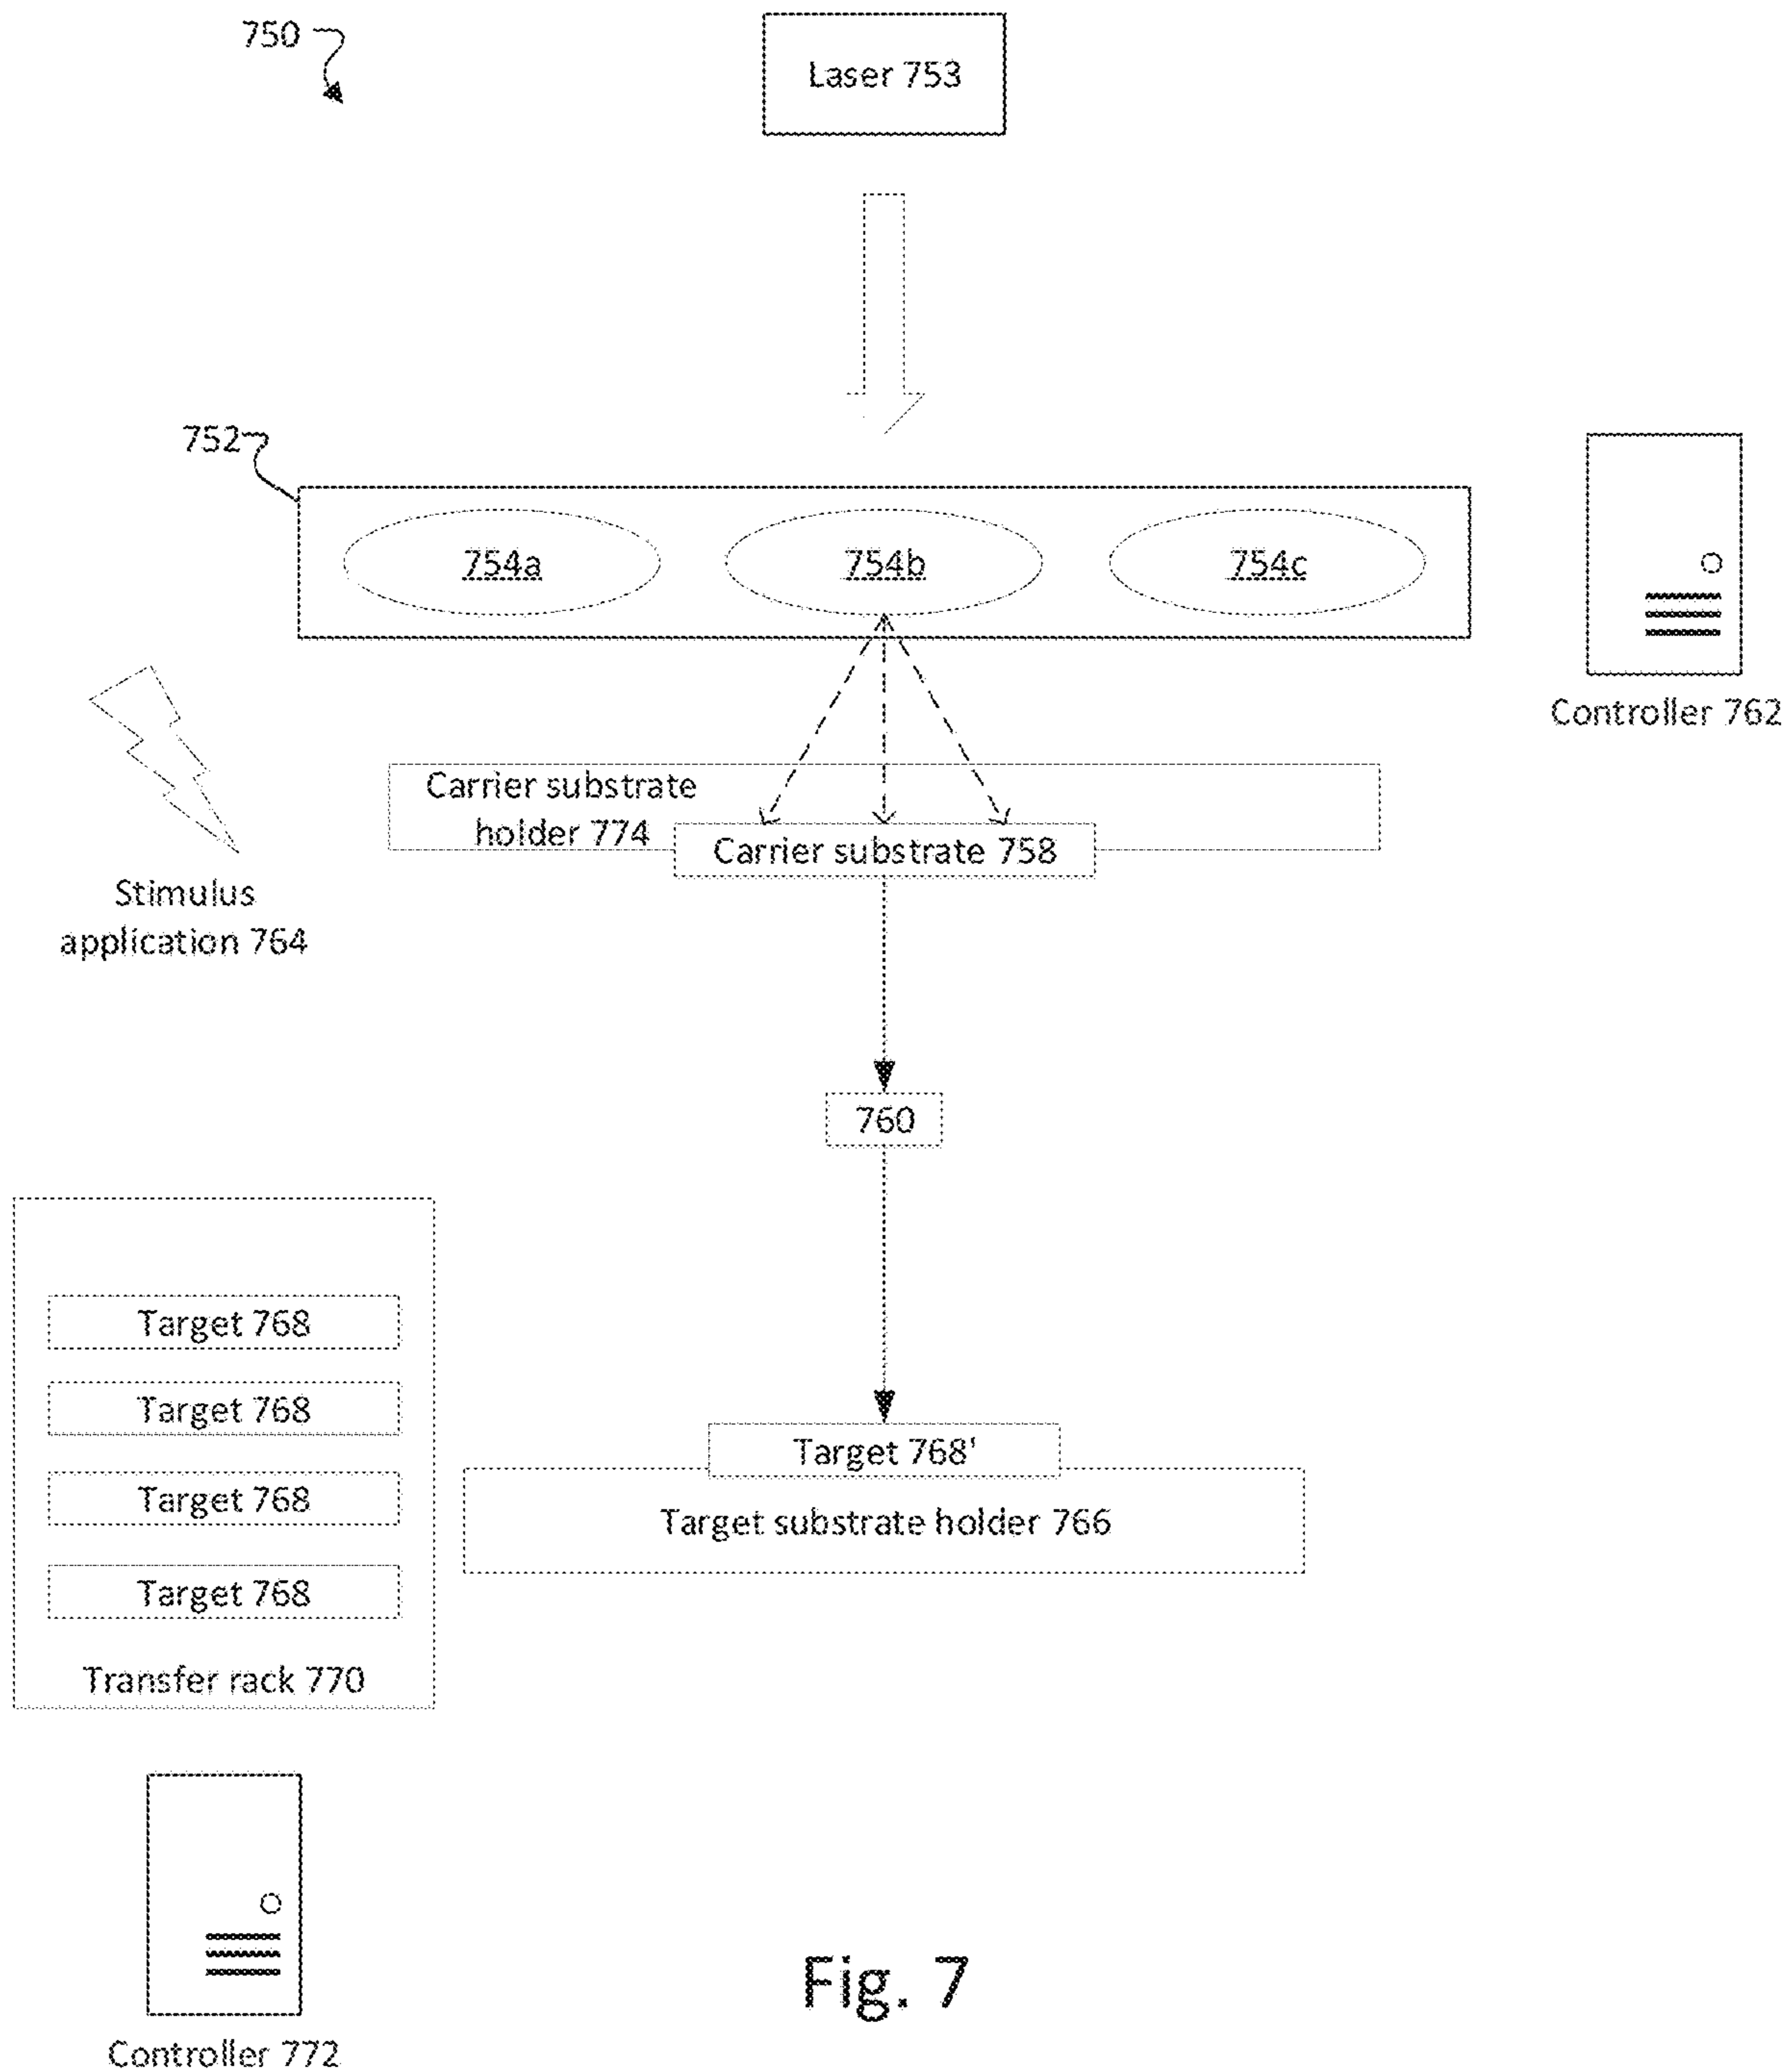 750
Laser 753
752
754a
754b
754c
Controller 762
Carrier substrate
holder 774
Carrier substrate 758
Stimulus
application 764
760
Target 768
Target 768
Target 768
Target 768
Transfer rack 770
Target 768'
Target substrate holder 766
Controller 772
Fig. 7